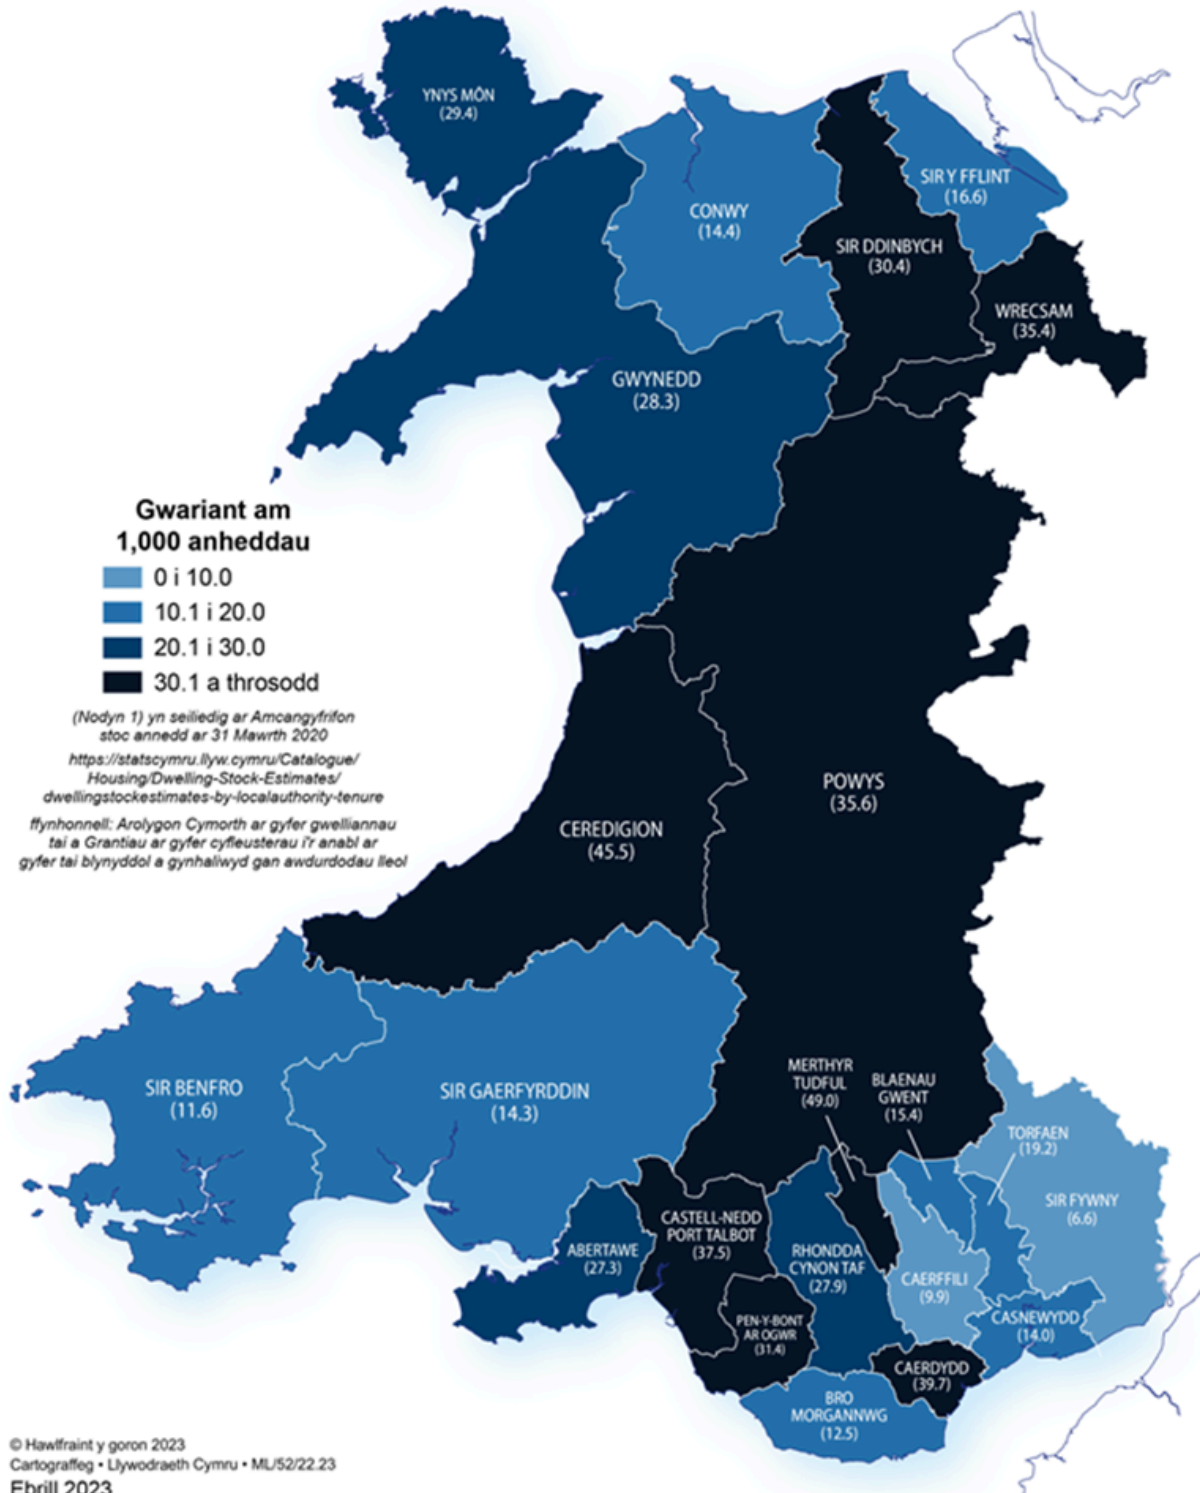 YNYS MÔN
(29.4)
CONWY
(14.4)
SIR Y FFLINT
(16.6)
SIR DDINBYCH
(30.4)
WRECSAM
(35.4)
GWYNEDD
(28.3)
Gwariant am
1,000 anheddau
0 i 10.0
10.1 i 20.0
20.1 i 30.0
30.1 a throsodd
(Nodyn 1) yn seiliedig ar Amcangyfrifon
stoc annedd ar 31 Mawrth 2020
https://statscymru.llyw.cymru/Catalogue/
Housing/Dwelling-Stock-Estimates/
dwellingstockestimates-by-localauthority-tenure
ffynhonnell: Arolygon Cymorth ar gyfer gwelliannau
tai a Grantiau ar gyfer cyfleusterau i'r anabl ar
gyfer tai blynyddol a gynhaliwyd gan awdurdodau lleol
POWYS
(35.6)
CEREDIGION
(45.5)
SIR BENFRO
(11.6)
SIR GAERFYRDDIN
(14.3)
MERTHYR
TUDFUL
(49.0)
BLAENAU
GWENT
(15.4)
TORFAEN
(19.2)
SIR FYWNY
(6.6)
ABERTAWE
(27.3)
CASTELL-NEDD
PORT TALBOT
(37.5)
RHONDDA
CYNON TAF
(27.9)
CAERFFILI
(9.9)
CASNEWYDD
(14.0)
PEN-Y-BONT
AR OGWR
(31.4)
CAERDYDD
(39.7)
BRO
MORGANNWG
(12.5)
© Hawlfraint y goron 2023
Cartograffeg • Llywodraeth Cymru • ML/52/22.23
Ebrill 2023